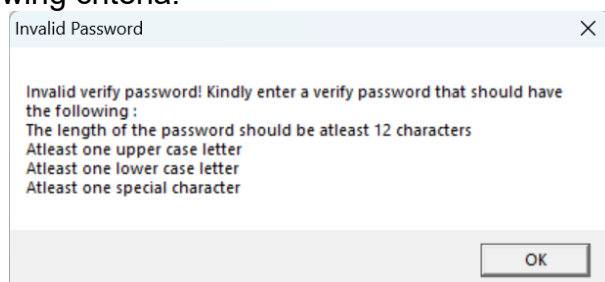 wing criteria:
Invalid Password
Invalid verify password! Kindly enter a verify password that should have
the following :
The length of the password should be atleast 12 characters
Atleast one upper case letter
Atleast one lower case letter
Atleast one special character
OK